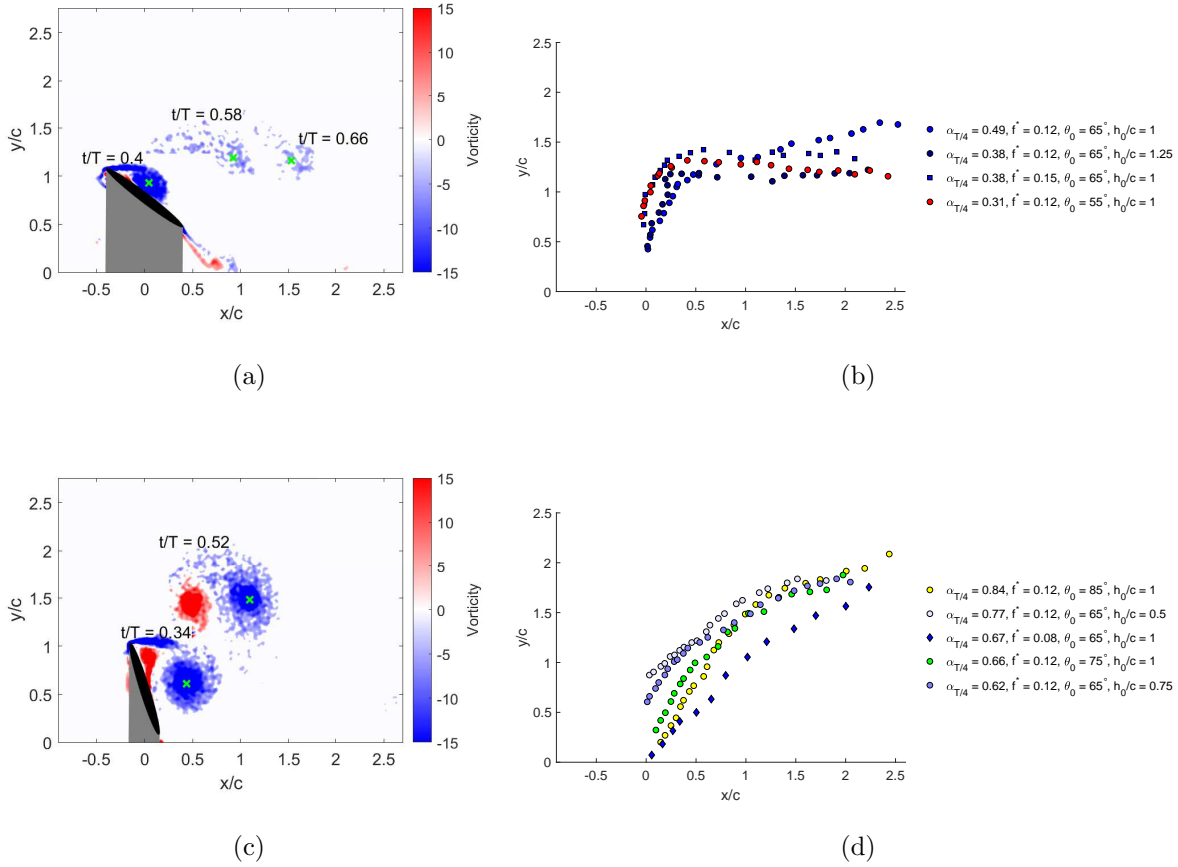 2.5
2
1.5
1
0.5
0
y/c
-0.5 0 0.5 1 1.5 2 2.5
x/c
t/T = 0.58
t/T = 0.66
t/T = 0.4
15
10
5
0
-5
-10
-15
Vorticity
(a)
2.5
2
1.5
1
0.5
0
y/c
-0.5 0 0.5 1 1.5 2 2.5
x/c
α_{T/4} = 0.49, f^* = 0.12, θ_0 = 65°, h_0/c = 1
α_{T/4} = 0.38, f^* = 0.12, θ_0 = 65°, h_0/c = 1.25
α_{T/4} = 0.38, f^* = 0.15, θ_0 = 65°, h_0/c = 1
α_{T/4} = 0.31, f^* = 0.12, θ_0 = 55°, h_0/c = 1
(b)
2.5
2
1.5
1
0.5
0
y/c
-0.5 0 0.5 1 1.5 2 2.5
x/c
t/T = 0.52
t/T = 0.34
15
10
5
0
-5
-10
-15
Vorticity
(c)
2.5
2
1.5
1
0.5
0
y/c
-0.5 0 0.5 1 1.5 2 2.5
x/c
α_{T/4} = 0.84, f^* = 0.12, θ_0 = 85°, h_0/c = 1
α_{T/4} = 0.77, f^* = 0.12, θ_0 = 65°, h_0/c = 0.5
α_{T/4} = 0.67, f^* = 0.08, θ_0 = 65°, h_0/c = 1
α_{T/4} = 0.66, f^* = 0.12, θ_0 = 75°, h_0/c = 1
α_{T/4} = 0.62, f^* = 0.12, θ_0 = 65°, h_0/c = 0.75
(d)